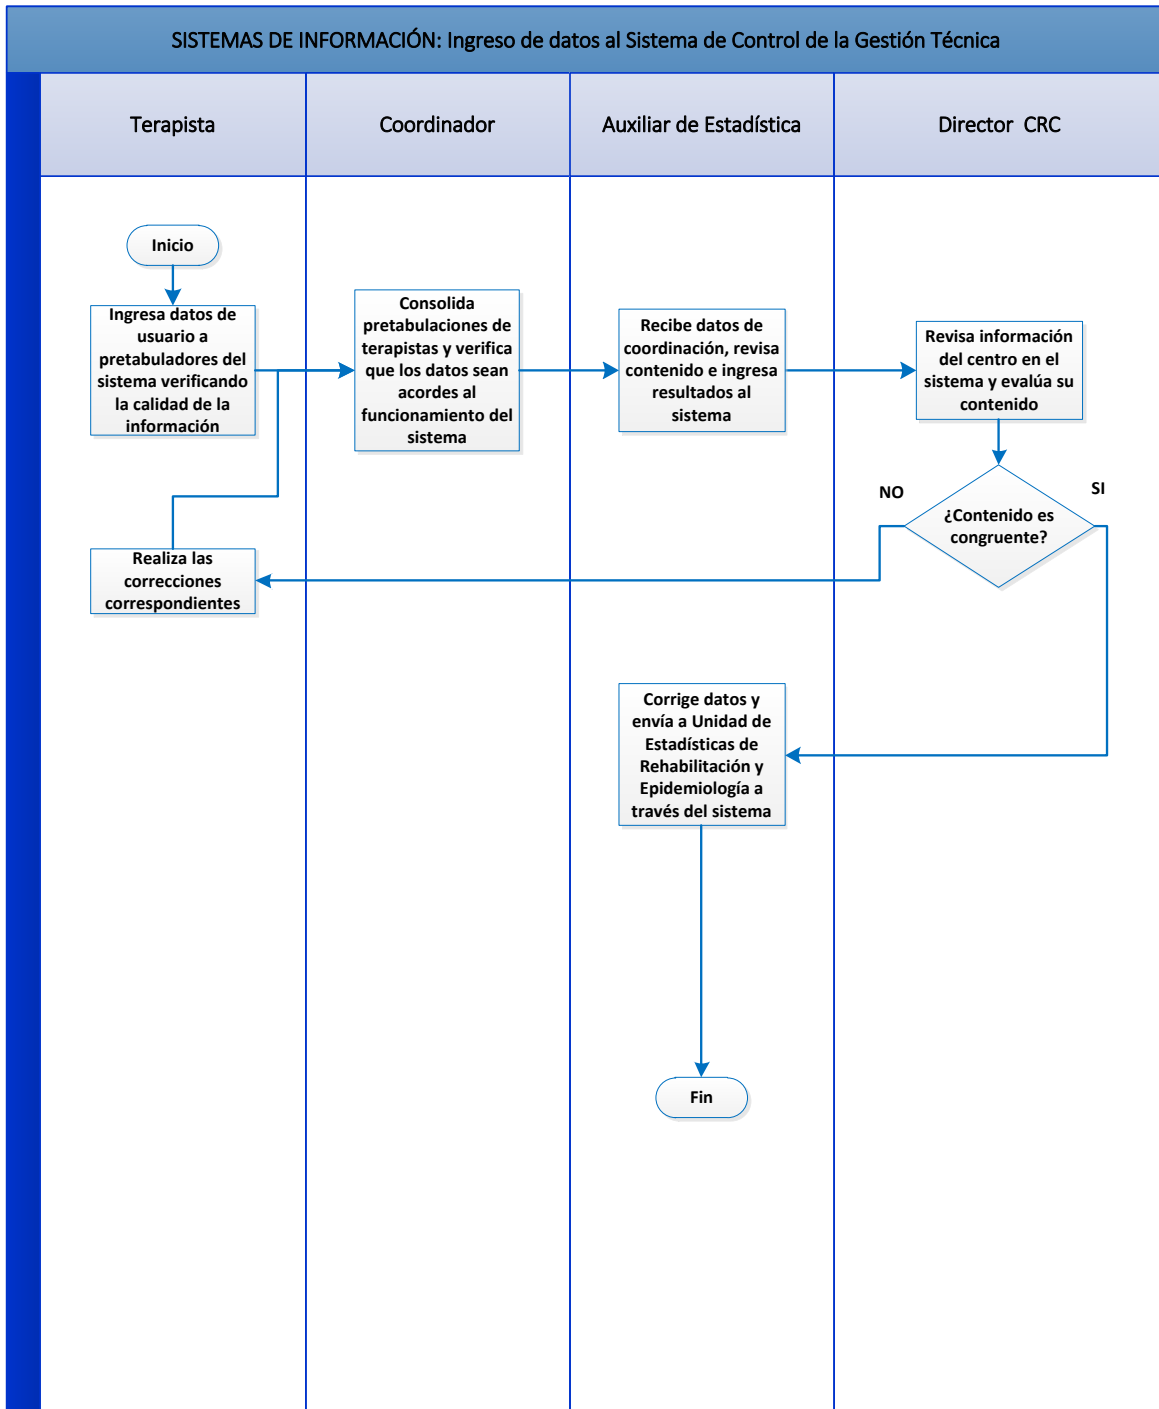 SISTEMAS DE INFORMACIÓN: Ingreso de datos al Sistema de Control de la Gestión Técnica
Terapista
Coordinador
Auxiliar de Estadística
Director CRC
Inicio
Ingresa datos de
usuario a
pretabuladores del
sistema verificando
la calidad de la
información
Consolida
pretabulaciones de
terapistas y verifica
que los datos sean
acordes al
funcionamiento del
sistema
Recibe datos de
coordinación, revisa
contenido e ingresa
resultados al
sistema
Revisa información
del centro en el
sistema y evalúa su
contenido
NO
SI
¿Contenido es
congruente?
Realiza las
correcciones
correspondientes
Corrige datos y
envía a Unidad de
Estadísticas de
Rehabilitación y
Epidemiología a
través del sistema
Fin